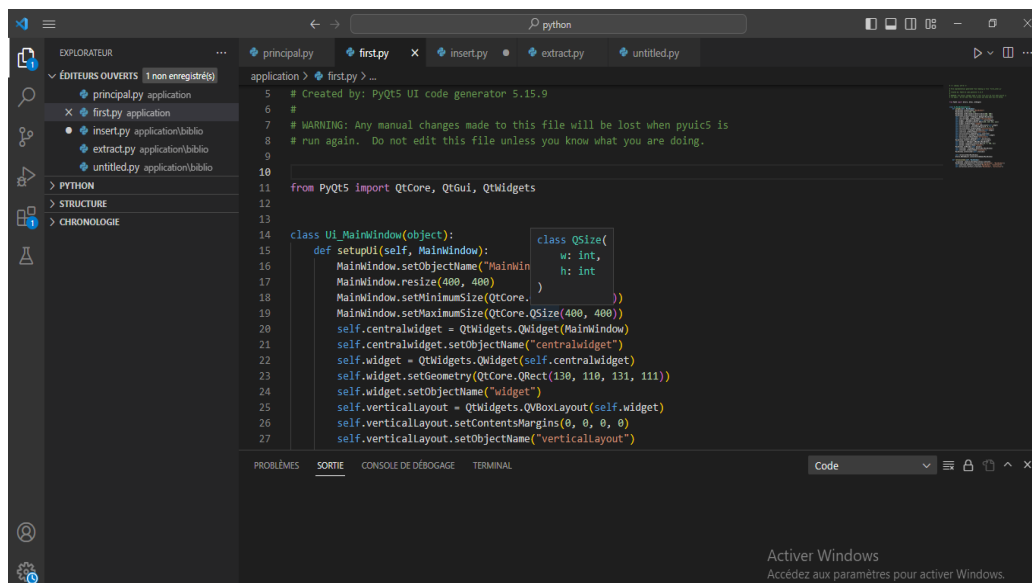 python
EXPLORATEUR
ÉDITEURS OUVERTS 1 non enregistré(s)
principal.py application
first.py application
insert.py application\biblio
extract.py application\biblio
untitled.py application\biblio
PYTHON
STRUCTURE
CHRONOLOGIE
principal.py first.py insert.py extract.py untitled.py
application > first.py > ...
5 # Created by: PyQt5 UI code generator 5.15.9
6 #
7 # WARNING: Any manual changes made to this file will be lost when pyuic5 is
8 # run again.  Do not edit this file unless you know what you are doing.
9
10
11 from PyQt5 import QtCore, QtGui, QtWidgets
12
13
14 class Ui_MainWindow(object):
15 def setupUi(self, MainWindow):
16 MainWindow.setObjectName("MainWin
17 MainWindow.resize(400, 400)
18 MainWindow.setMinimumSize(QtCore. ))
19 MainWindow.setMaximumSize(QtCore.QSize(400, 400))
20 self.centralwidget = QtWidgets.QWidget(MainWindow)
21 self.centralwidget.setObjectName("centralwidget")
22 self.widget = QtWidgets.QWidget(self.centralwidget)
23 self.widget.setGeometry(QtCore.QRect(130, 110, 131, 111))
24 self.widget.setObjectName("widget")
25 self.verticalLayout = QtWidgets.QVBoxLayout(self.widget)
26 self.verticalLayout.setContentsMargins(0, 0, 0, 0)
27 self.verticalLayout.setObjectName("verticalLayout")
class QSize(
w: int,
h: int
)
PROBLÈMES SORTIE CONSOLE DE DÉBOGAGE TERMINAL
Code
1
1
Activer Windows
Accédez aux paramètres pour activer Windows.